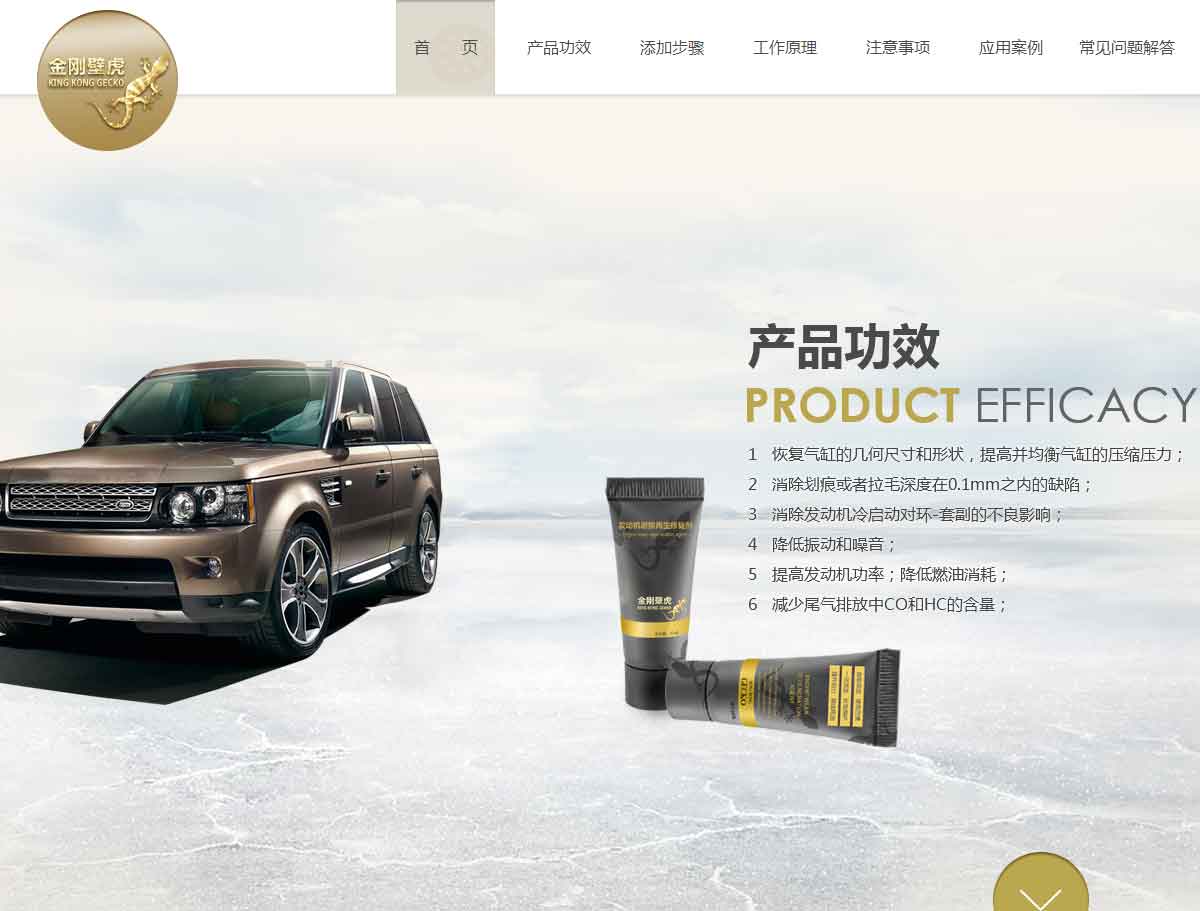 金刚壁虎
KING KONG GECKO
首 页
产品功效
添加步骤
工作原理
注意事项
应用案例
常见问题解答
产品功效
PRODUCT EFFICACY
1 恢复气缸的几何尺寸和形状，提高并均衡气缸的压缩压力；
2 消除划痕或者拉毛深度在0.1mm之内的缺陷；
3 消除发动机冷启动对环-套副的不良影响；
4 降低振动和噪音；
5 提高发动机功率；降低燃油消耗；
6 减少尾气排放中CO和HC的含量；
发动机磨损再生修复剂
金刚壁虎
KING KONG GECKO
GECKO